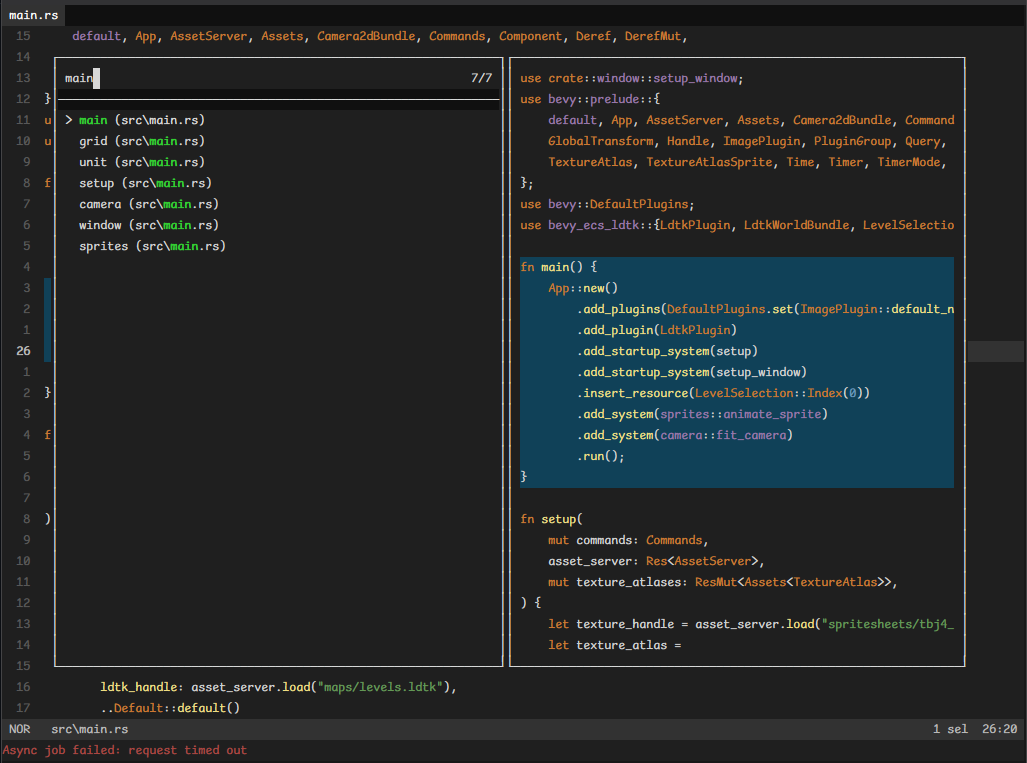 main.rs
15 default, App, AssetServer, Assets, Camera2dBundle, Commands, Component, Deref, DerefMut,
14
13 main 7/7 use crate::window::setup_window;
12 } use bevy::prelude::{
11 u > main (src\main.rs) default, App, AssetServer, Assets, Camera2dBundle, Command
10 u grid (src\main.rs) GlobalTransform, Handle, ImagePlugin, PluginGroup, Query,
9 unit (src\main.rs) TextureAtlas, TextureAtlasSprite, Time, Timer, TimerMode,
8 f setup (src\main.rs) };
7 camera (src\main.rs) use bevy::DefaultPlugins;
6 window (src\main.rs) use bevy_ecs_ldtk::{LdtkPlugin, LdtkWorldBundle, LevelSelectio
5 sprites (src\main.rs)
4 fn main() {
3 App::new()
2 .add_plugins(DefaultPlugins.set(ImagePlugin::default_n
1 .add_plugin(LdtkPlugin)
26 .add_startup_system(setup)
1 .add_startup_system(setup_window)
2 } .insert_resource(LevelSelection::Index(0))
3 .add_system(sprites::animate_sprite)
4 f .add_system(camera::fit_camera)
5 .run();
6 }
7
8 ) fn setup(
9 mut commands: Commands,
10 asset_server: Res<AssetServer>,
11 mut texture_atlases: ResMut<Assets<TextureAtlas>>,
12 ) {
13 let texture_handle = asset_server.load("spritesheets/tbj4_
14 let texture_atlas =
15
16 ldtk_handle: asset_server.load("maps/levels.ldtk"),
17 ..Default::default()
NOR src\main.rs 1 sel 26:20
Async job failed: request timed out